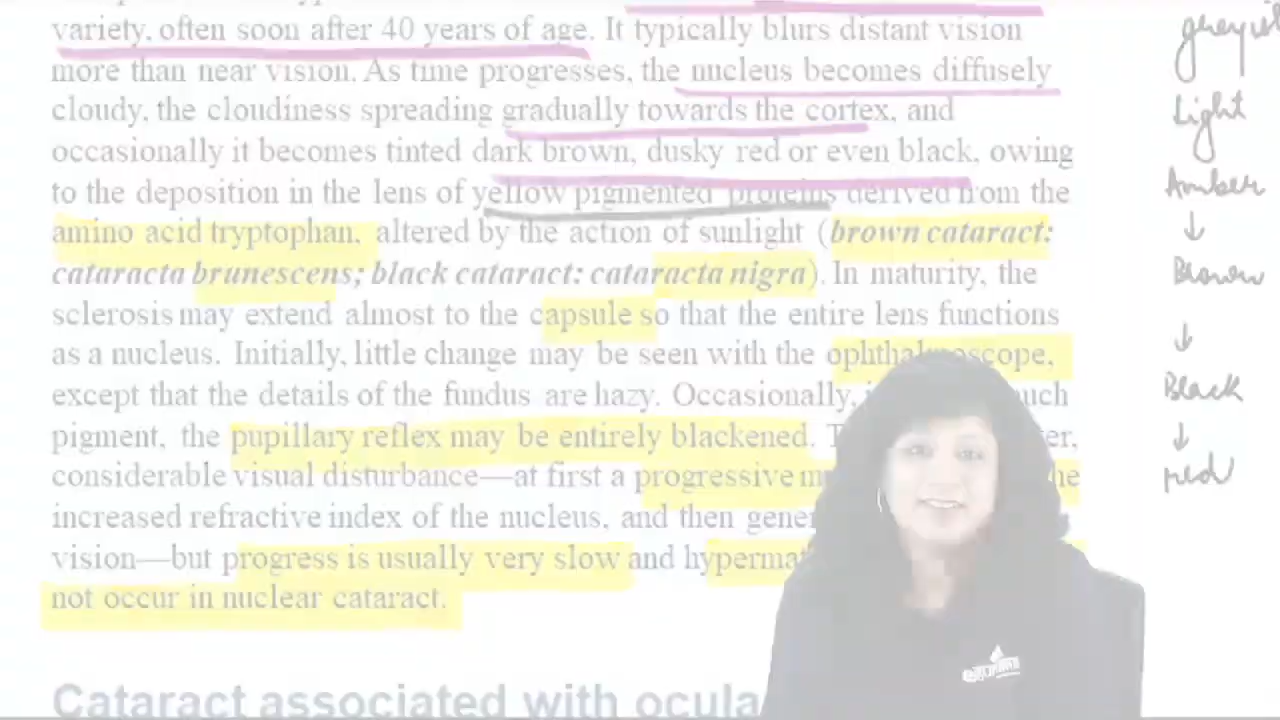 variety, often soon after 40 years of age. It typically blurs distant vision
more than near vision. As time progresses, the nucleus becomes diffusely
cloudy, the cloudiness spreading gradually towards the cortex, and
occasionally it becomes tinted dark brown, dusky red or even black, owing
to the deposition in the lens of yellow pigmented proteins derived from the
amino acid tryptophan, altered by the action of sunlight (brown cataract:
cataracta brunescens; black cataract: cataracta nigra). In maturity, the
sclerosis may extend almost to the capsule so that the entire lens functions
as a nucleus. Initially, little change may be seen with the ophthalmoscope,
except that the details of the fundus are hazy. Occasionally,
pigment, the pupillary reflex may be entirely blackened.
considerable visual disturbance—at first a progressive
increased refractive index of the nucleus, and then
vision—but progress is usually very slow and
not occur in nuclear cataract.
Cataract associated with
Light
Amber
↓
Brown
↓
Black
↓
red